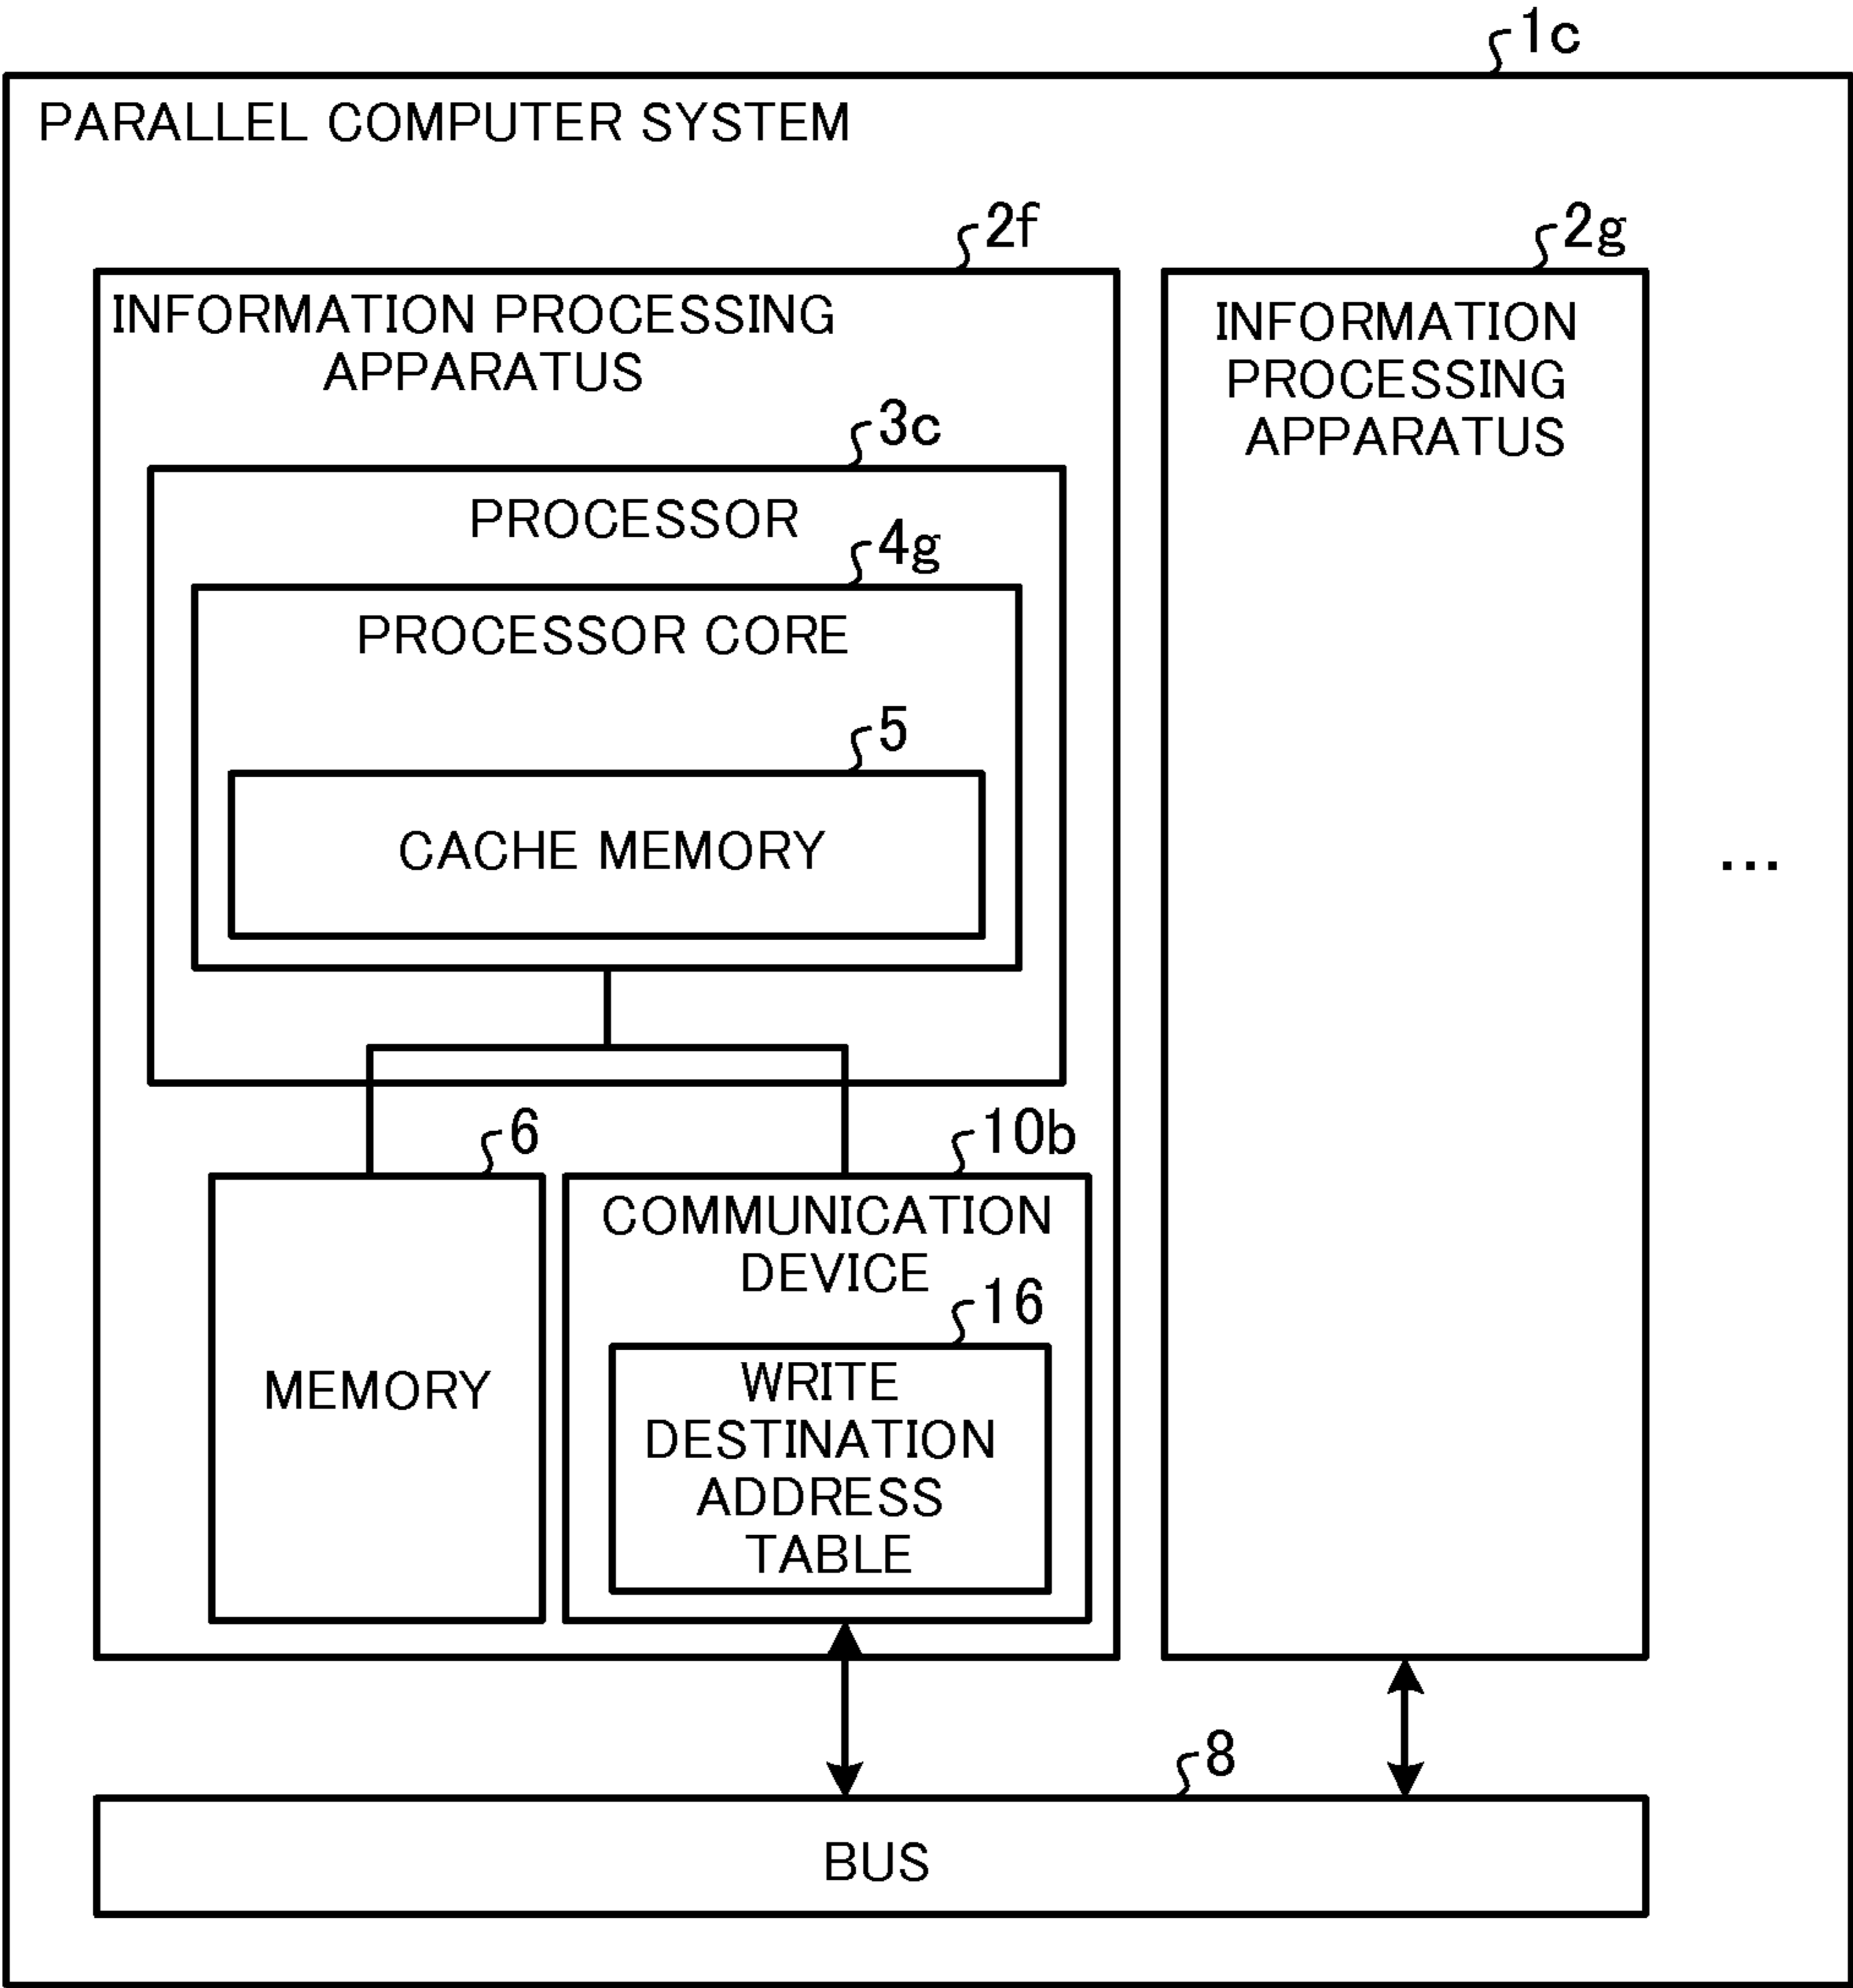 1c
PARALLEL COMPUTER SYSTEM
2f
INFORMATION PROCESSING
APPARATUS
3c
PROCESSOR
4g
PROCESSOR CORE
5
CACHE MEMORY
6
MEMORY
10b
COMMUNICATION
DEVICE
16
WRITE
DESTINATION
ADDRESS
TABLE
2g
INFORMATION
PROCESSING
APPARATUS
...
8
BUS